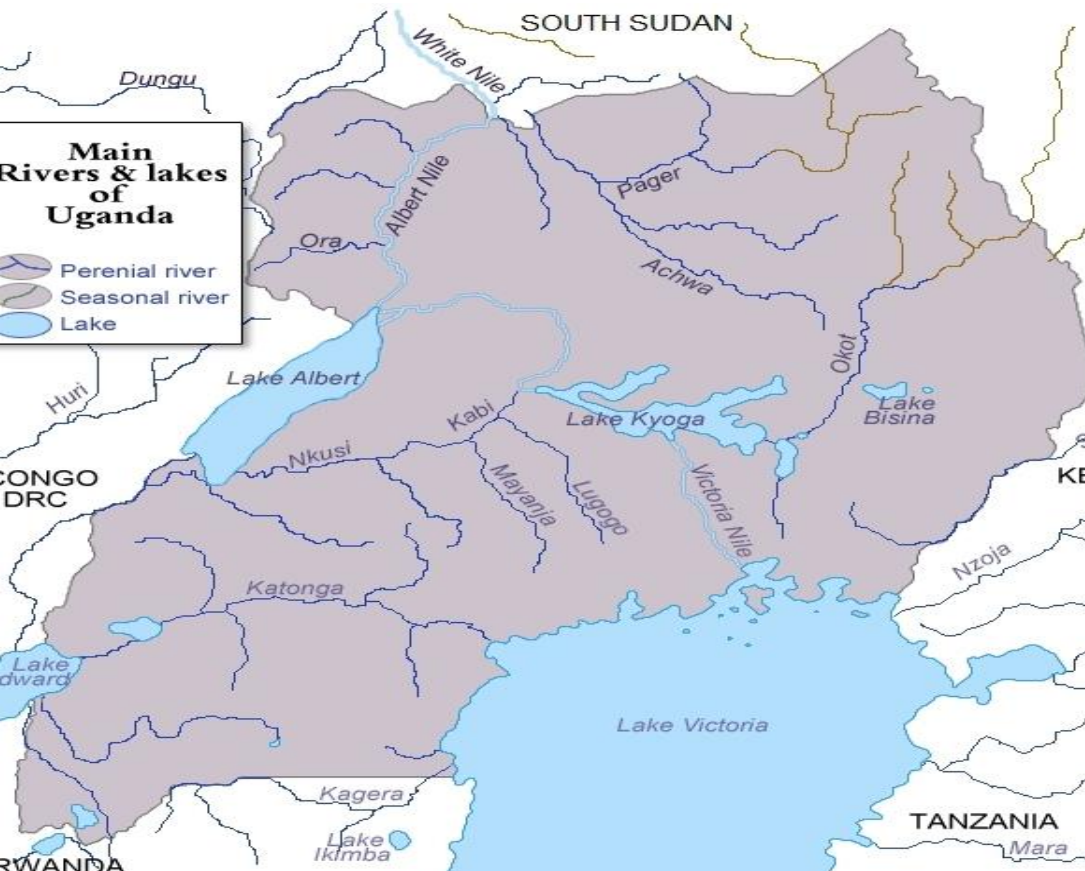 SOUTH SUDAN
White Nile
Dungu
Main
Rivers & lakes
of
Uganda
Perenial river
Seasonal river
Lake
Albert Nile
Pager
Ora
Achwa
Okot
Huri
Lake Albert
Kabi
Lake Kyoga
Lake
Bisina
Nkusi
CONGO
DRC
Mayanja
Lugogo
Victoria Nile
S
KE
Nzoja
Katonga
Lake
dward
Lake Victoria
Kagera
Lake
Ikimba
TANZANIA
Mara
RWANDA